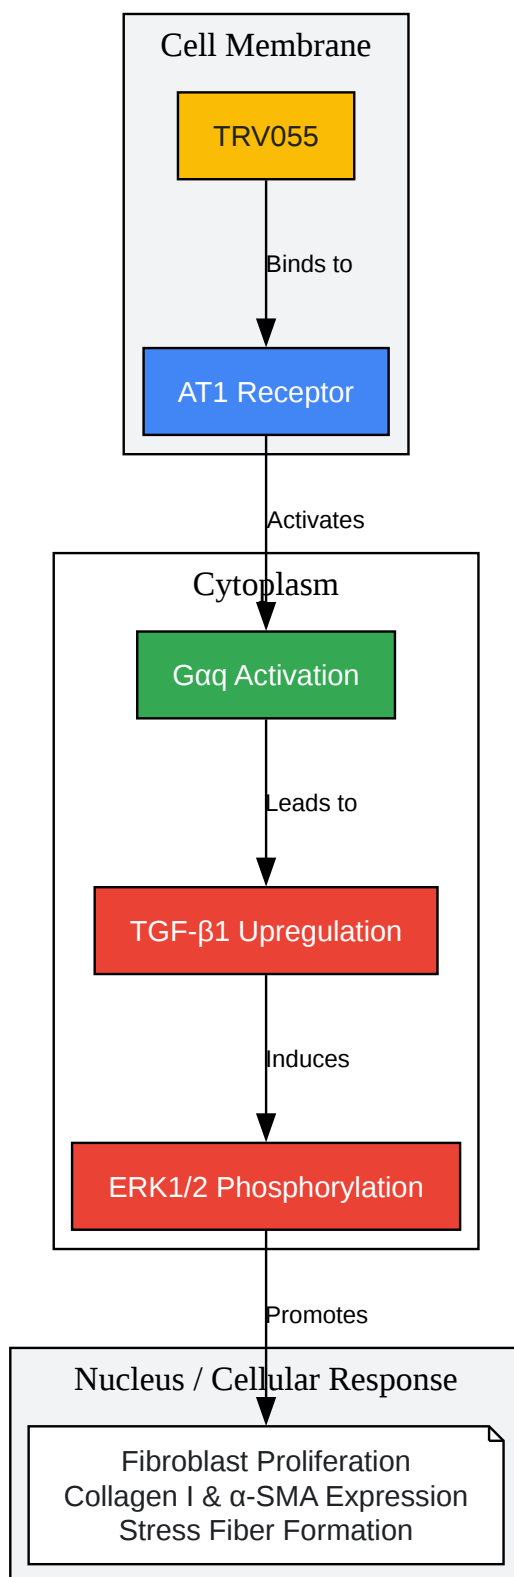 Cell Membrane
TRV055
Binds to
AT1 Receptor
Activates
Cytoplasm
Gαq Activation
Leads to
TGF-β1 Upregulation
Induces
ERK1/2 Phosphorylation
Promotes
Nucleus / Cellular Response
Fibroblast Proliferation
Collagen I & α-SMA Expression
Stress Fiber Formation